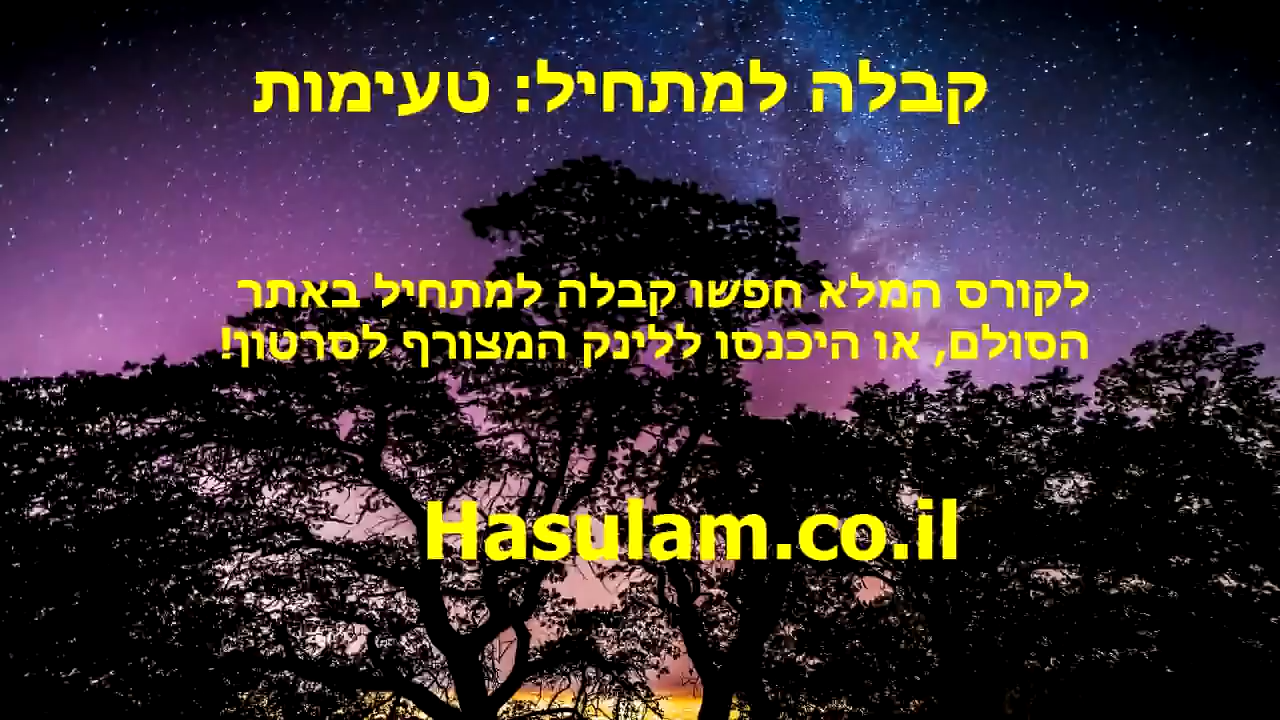 קבלה למתחיל: טעימות
לקורס המלא חפשו קבלה למתחיל באתר
הסולם, או היכנסו ללינק המצורף לסרטון!
Hasulam.co.il